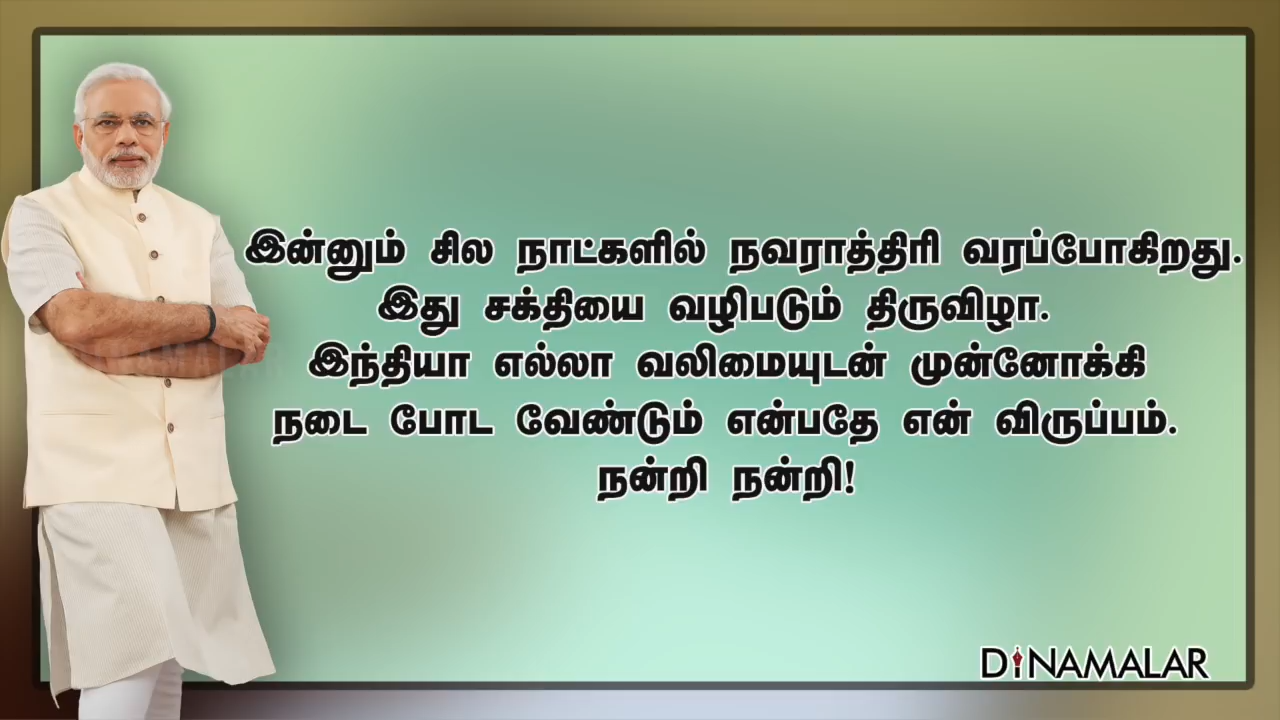 இன்னும் சில நாட்களில் நவராத்திரி வரப்போகிறது.
இது சக்தியை வழிபடும் திருவிழா.
இந்தியா எல்லா வலிமையுடன் முன்னோக்கி
நடை போட வேண்டும் என்பதே என் விருப்பம்.
நன்றி நன்றி!
DINAMALAR